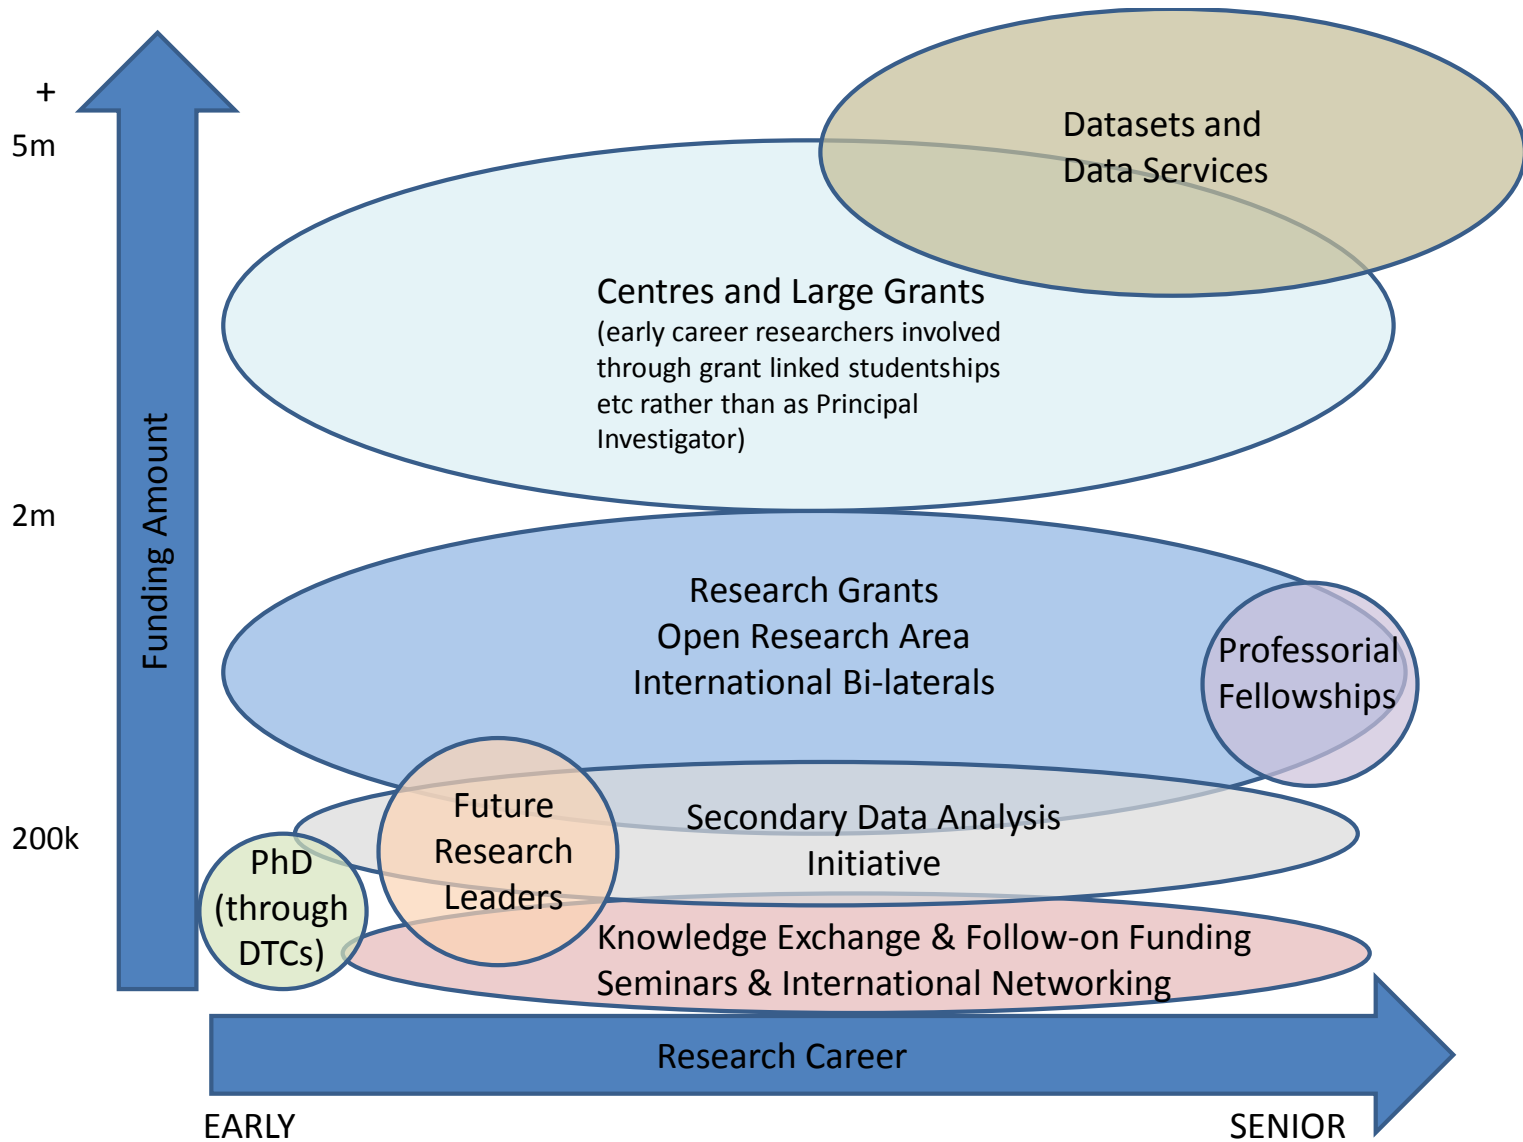 +
5m
Datasets and
Data Services
Centres and Large Grants
(early career researchers involved
through grant linked studentships
etc rather than as Principal
Investigator)
Funding Amount
2m
Research Grants
Open Research Area
International Bi-laterals
Professorial
Fellowships
200k
Future
Research
Leaders
Secondary Data Analysis
Initiative
PhD
(through
DTCs)
Knowledge Exchange & Follow-on Funding
Seminars & International Networking
Research Career
EARLY
SENIOR